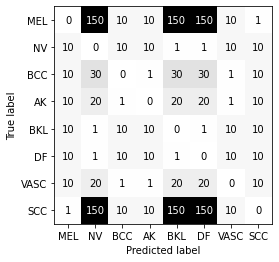 MEL 0 150 10 10 150 150 10 1
NV 10 0 10 10 1 1 10 10
BCC 10 30 0 1 30 30 1 10
AK 10 20 1 0 20 20 1 10
BKL 10 1 10 10 0 1 10 10
DF 10 1 10 10 1 0 10 10
VASC 10 20 1 1 20 20 0 10
SCC 1 150 10 10 150 150 10 0
MEL NV BCC AK BKL DF VASC SCC
Predicted label
True label